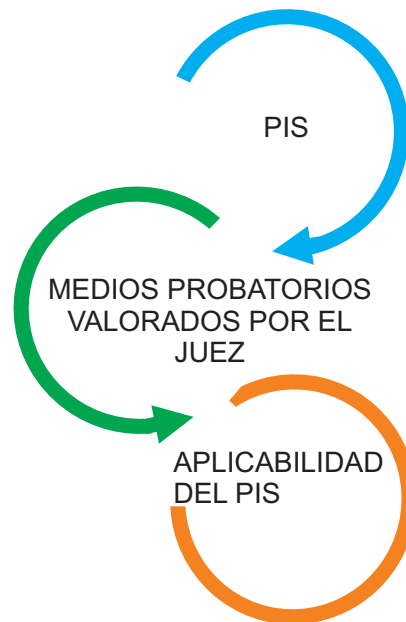 PIS
MEDIOS PROBATORIOS
VALORADOS POR EL
JUEZ
APLICABILIDAD
DEL PIS